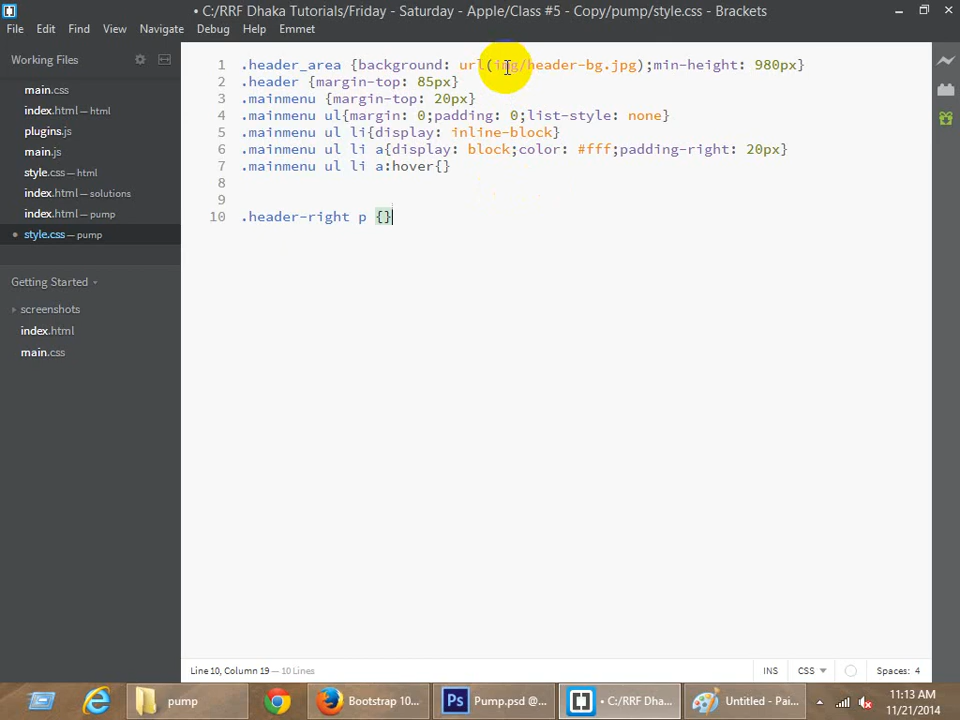 • C:/RRF Dhaka Tutorials/Friday - Saturday - Apple/Class #5 - Copy/pump/style.css - Brackets
File Edit Find View Navigate Debug Help Emmet
Working Files
main.css
index.html — html
plugins.js
main.js
style.css — html
index.html — solutions
index.html — pump
• style.css — pump
Getting Started
screenshots
index.html
main.css
1 .header_area {background: url(img/header-bg.jpg);min-height: 980px}
2 .header {margin-top: 85px}
3 .mainmenu {margin-top: 20px}
4 .mainmenu ul{margin: 0;padding: 0;list-style: none}
5 .mainmenu ul li{display: inline-block}
6 .mainmenu ul li a{display: block;color: #fff;padding-right: 20px}
7 .mainmenu ul li a:hover{}
8
9
10 .header-right p {}
Line 10, Column 19 — 10 Lines
INS CSS Spaces: 4
pump
Bootstrap 10...
Ps Pump.psd @...
• C:/RRF Dha...
Untitled - Pai...
11:13 AM
11/21/2014